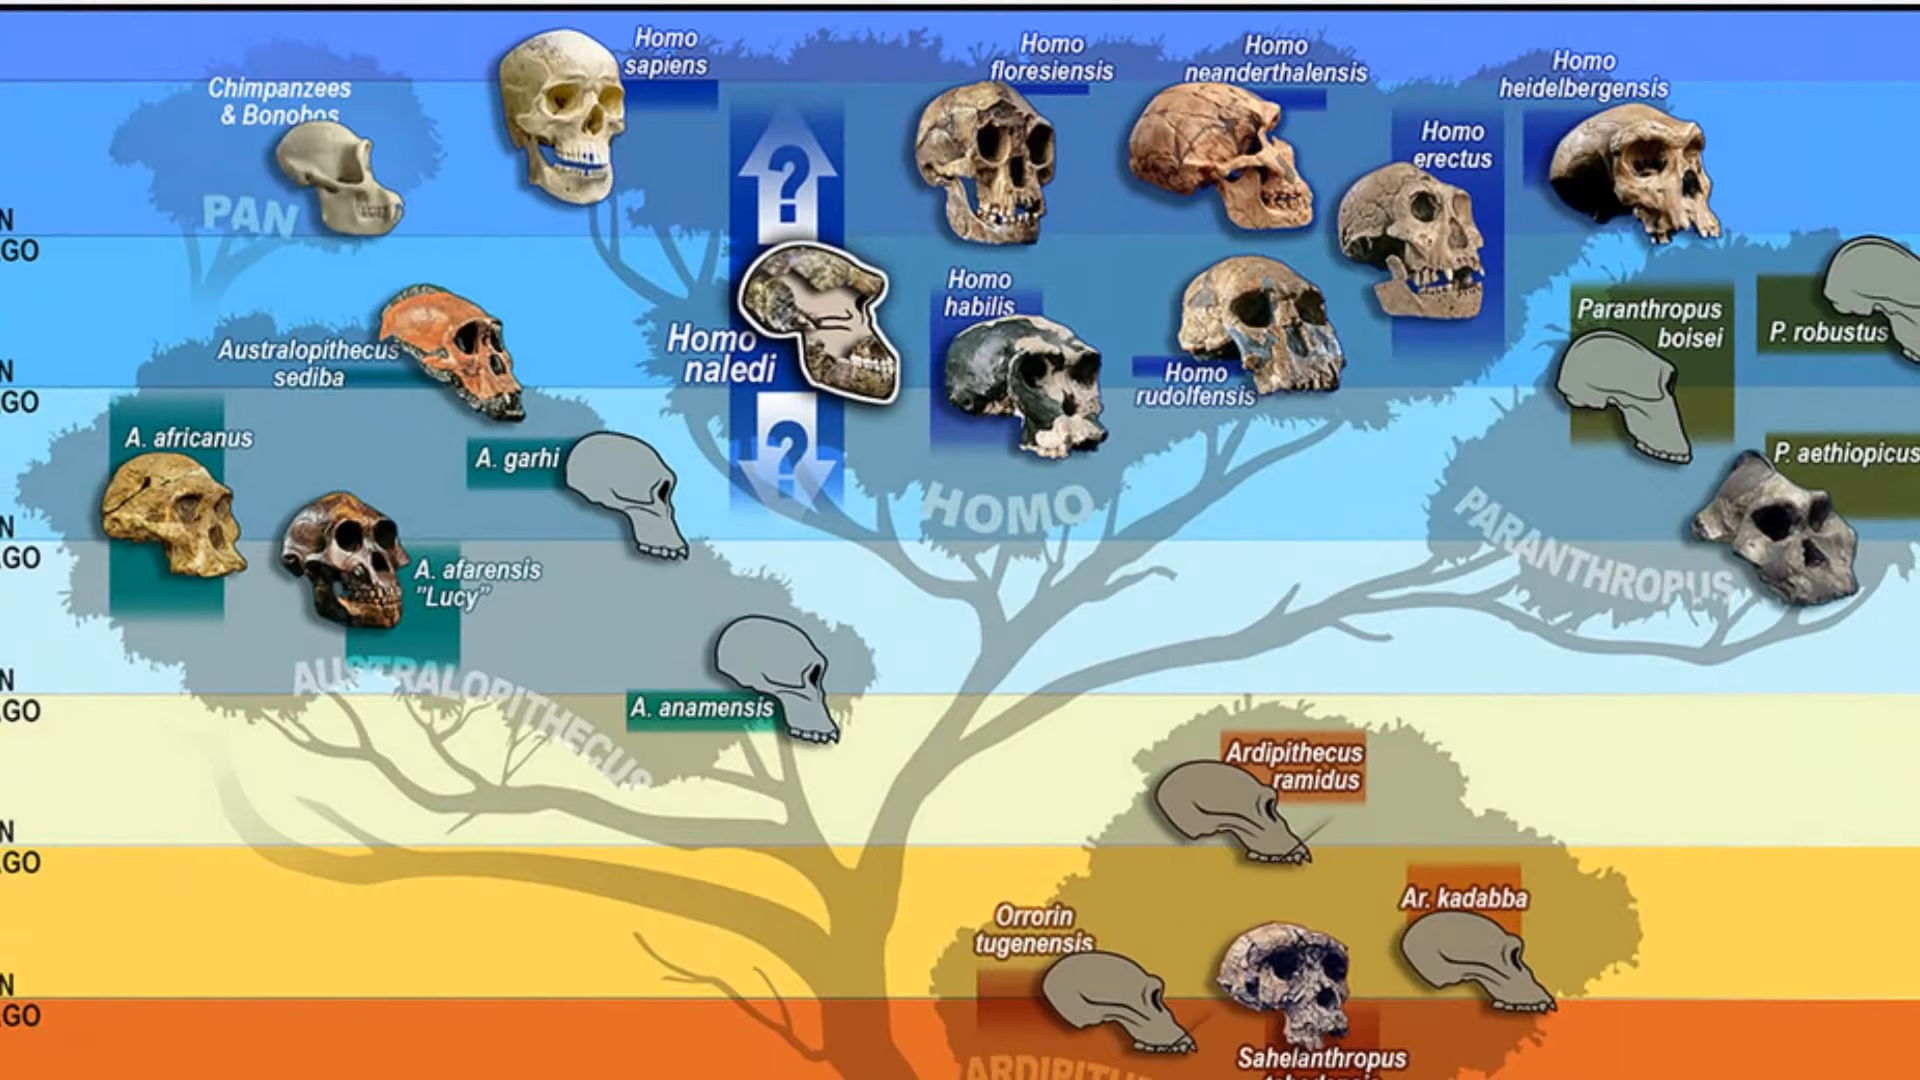 Homo
sapiens
Homo
floresiensis
Homo
neanderthalensis
Homo
heidelbergensis
Chimpanzees
& Bonobos
Homo
erectus
?
PAN
N
GO
Homo
habilis
Paranthropus
boisei
P. robustus
Homo
naledi
Australopithecus
sediba
Homo
rudolfensis
N
GO
A. africanus
A. garhi
?
P. aethiopicus
HOMO
PARANTHROPUS
N
GO
A. afarensis
"Lucy"
AUSTRALOPITHECUS
N
GO
A. anamensis
Ardipithecus
ramidus
N
GO
Ar. kadabba
Orrorin
tugenensis
N
GO
Sahelanthropus